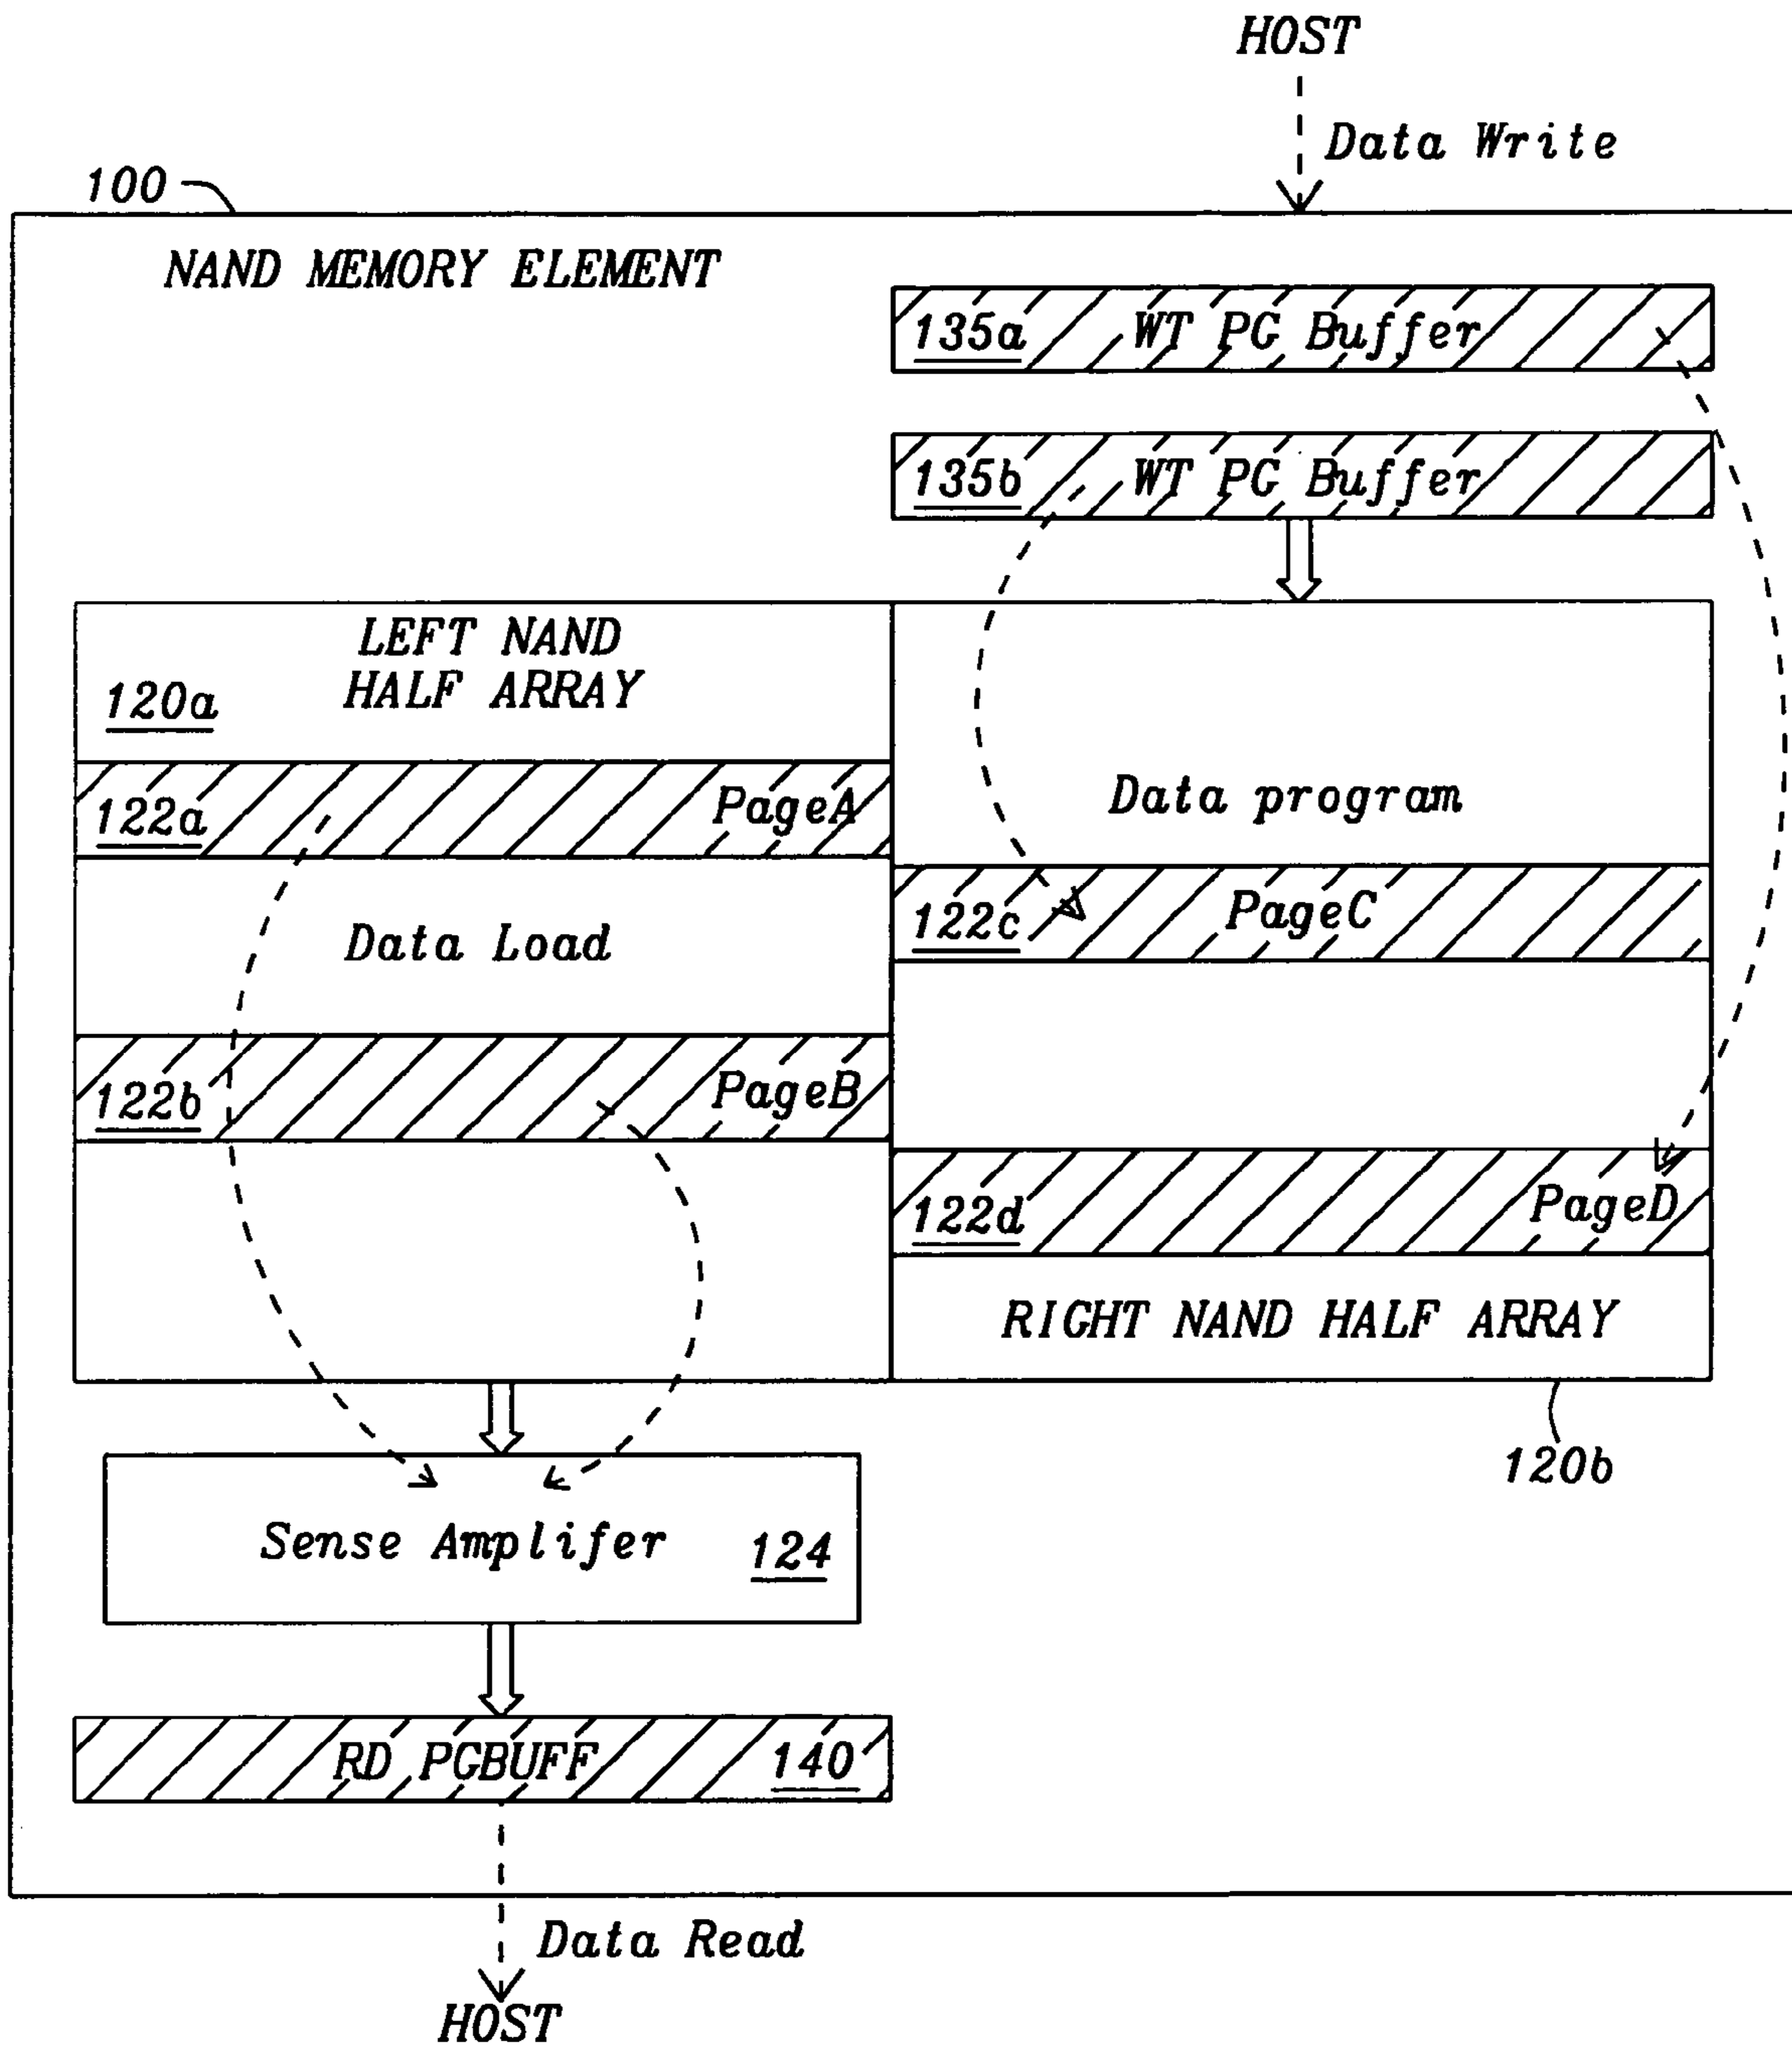 HOST
Data Write
100
NAND MEMORY ELEMENT
135a WT PG Buffer
135b WT PG Buffer
LEFT NAND
HALF ARRAY
120a
122a PageA
Data program
122c PageC
Data Load
122b PageB
122d PageD
RIGHT NAND HALF ARRAY
120b
Sense Amplifer 124
RD PGBUFF 140
Data Read
HOST